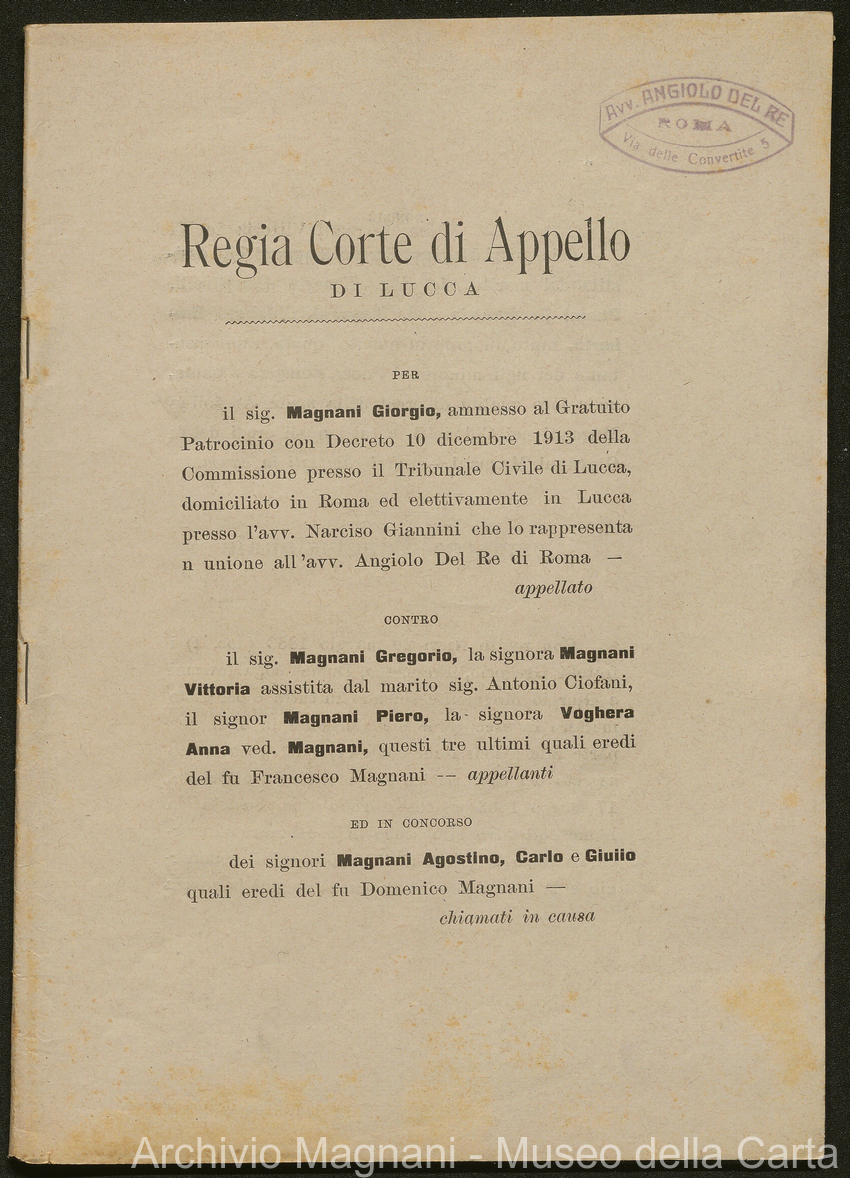 Avv. ANGIOLO DEL RE
ROMA
Via delle Convertite 5
Regia Corte di Appello
DI LUCCA
PER
il sig. Magnani Giorgio, ammesso al Gratuito
Patrocinio con Decreto 10 dicembre 1913 della
Commissione presso il Tribunale Civile di Lucca,
domiciliato in Roma ed elettivamente in Lucca
presso l'avv. Narciso Giannini che lo rappresenta
n unione all'avv. Angiolo Del Re di Roma —
appellato
CONTRO
il sig. Magnani Gregorio, la signora Magnani
Vittoria assistita dal marito sig. Antonio Ciofani,
il signor Magnani Piero, la signora Voghera
Anna ved. Magnani, questi tre ultimi quali eredi
del fu Francesco Magnani — appellanti
ED IN CONCORSO
dei signori Magnani Agostino, Carlo e Giuiio
quali eredi del fu Domenico Magnani —
chiamati in causa
Archivio Magnani - Museo della Carta